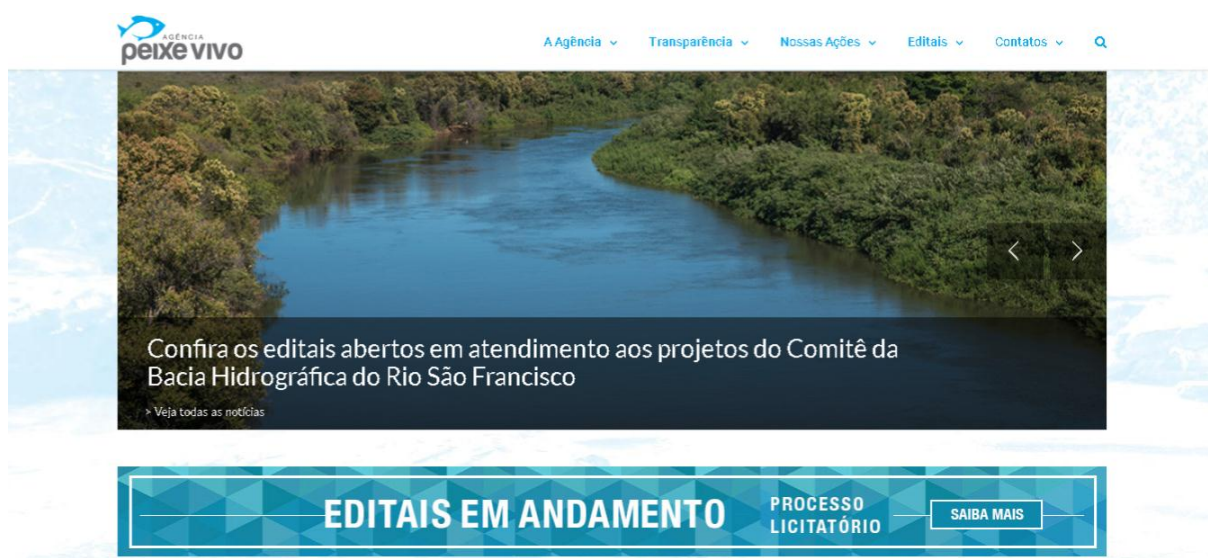 AGÊNCIA
peixe vivo
A Agência Transparência Nossas Ações Editais Contatos
Confira os editais abertos em atendimento aos projetos do Comitê da
Bacia Hidrográfica do Rio São Francisco
> Veja todas as notícias
EDITAIS EM ANDAMENTO
PROCESSO
LICITATÓRIO
SAIBA MAIS